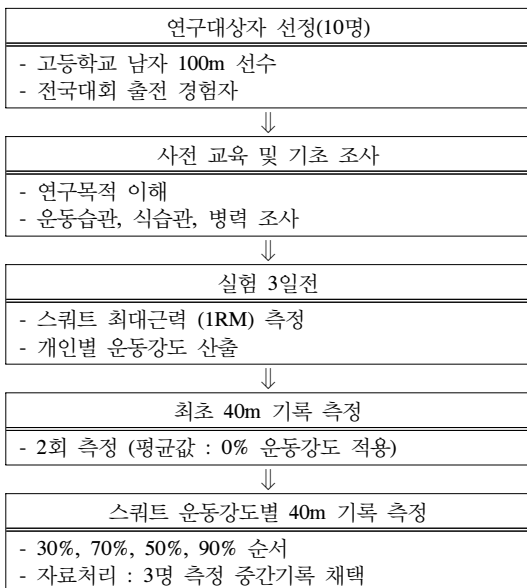 연구대상자 선정(10명)
- 고등학교 남자 100m 선수
- 전국대회 출전 경험자
⇓
사전 교육 및 기초 조사
- 연구목적 이해
- 운동습관, 식습관, 병력 조사
⇓
실험 3일전
- 스쿼트 최대근력 (1RM) 측정
- 개인별 운동강도 산출
⇓
최초 40m 기록 측정
- 2회 측정 (평균값 : 0% 운동강도 적용)
⇓
스쿼트 운동강도별 40m 기록 측정
- 30%, 70%, 50%, 90% 순서
- 자료처리 : 3명 측정 중간기록 채택